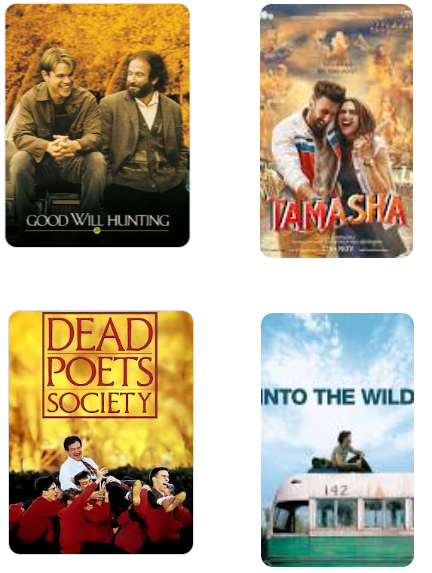 GOOD WILL HUNTING
TAMASHA
DEAD
POETS
SOCIETY
INTO THE WILD
142